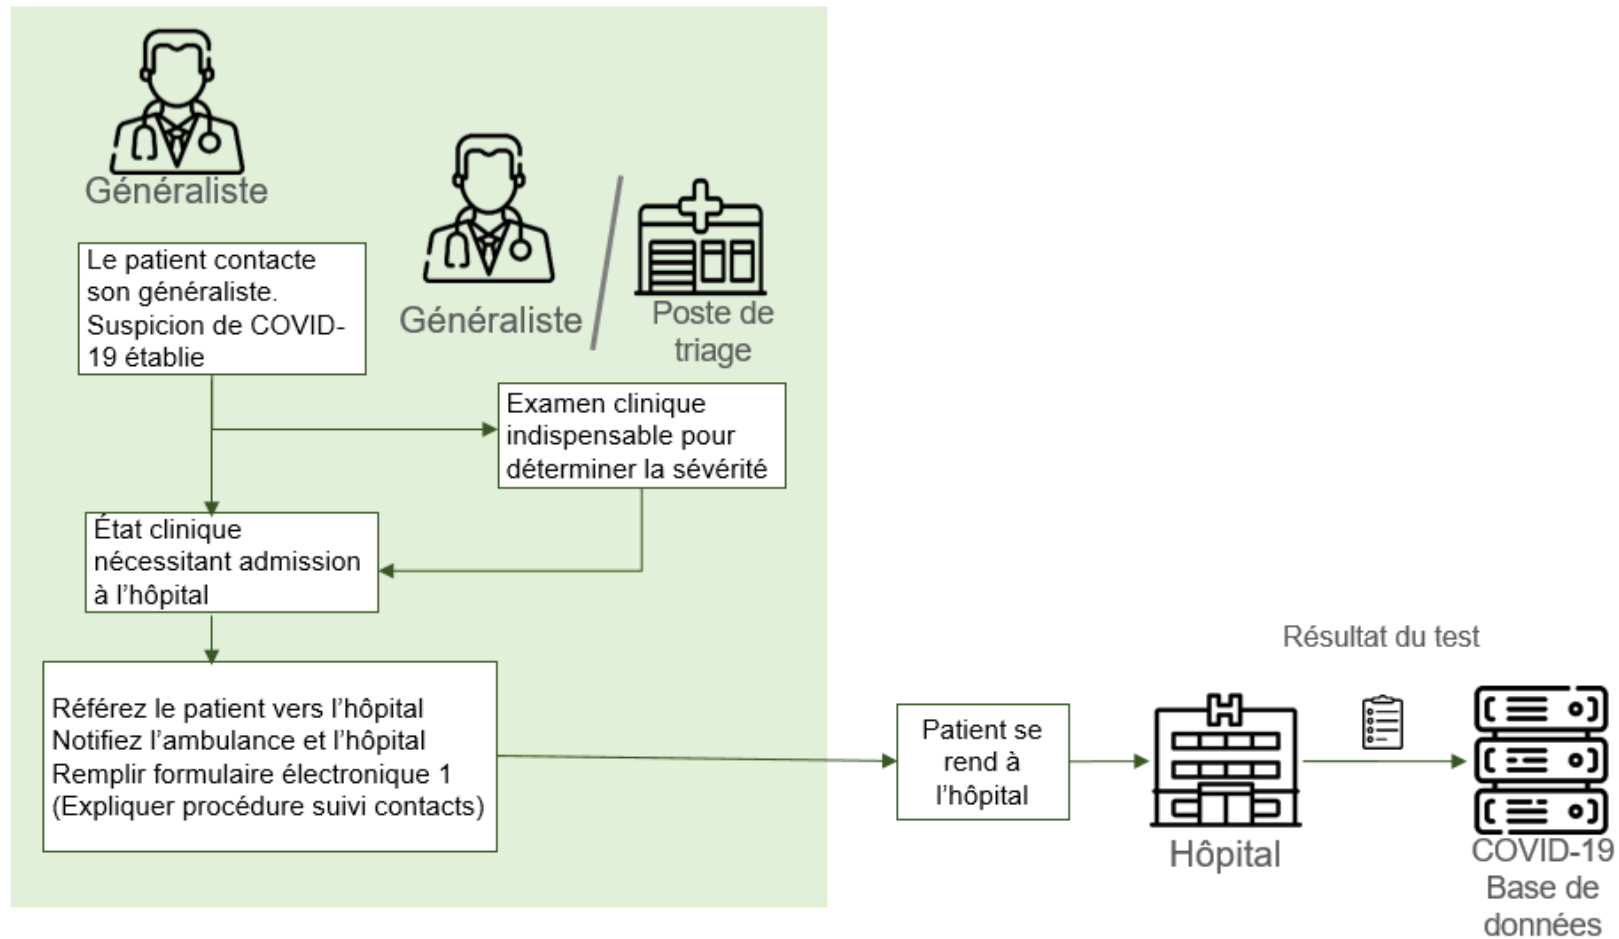 Généraliste
Le patient contacte
son généraliste.
Suspicion de COVID-
19 établie
Généraliste
Poste de
triage
Examen clinique
indispensable pour
déterminer la sévérité
État clinique
nécessitant admission
à l’hôpital
Référez le patient vers l’hôpital
Notifiez l’ambulance et l’hôpital
Remplir formulaire électronique 1
(Expliquer procédure suivi contacts)
Patient se
rend à
l’hôpital
H
Hôpital
Résultat du test
COVID-19
Base de
données